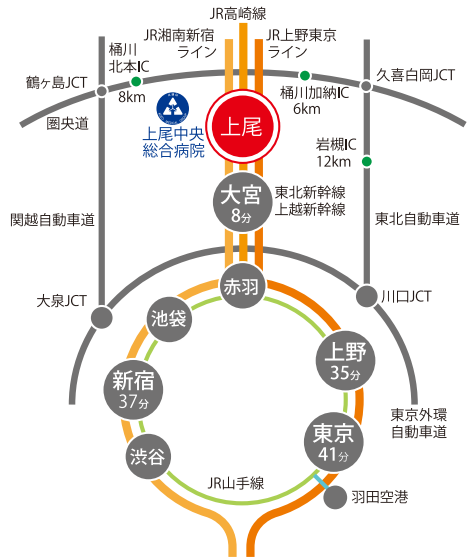 JR高崎線
JR湘南新宿
ライン
JR上野東京
ライン
桶川
北本IC
8km
鶴ヶ島JCT
久喜白岡JCT
桶川加納IC
6km
圏央道
上尾中央
総合病院
上尾
岩槻IC
12km
大宮
8分
東北新幹線
上越新幹線
関越自動車道
東北自動車道
赤羽
大泉JCT
川口JCT
池袋
上野
35分
新宿
37分
東京外環
自動車道
東京
41分
渋谷
JR山手線
羽田空港